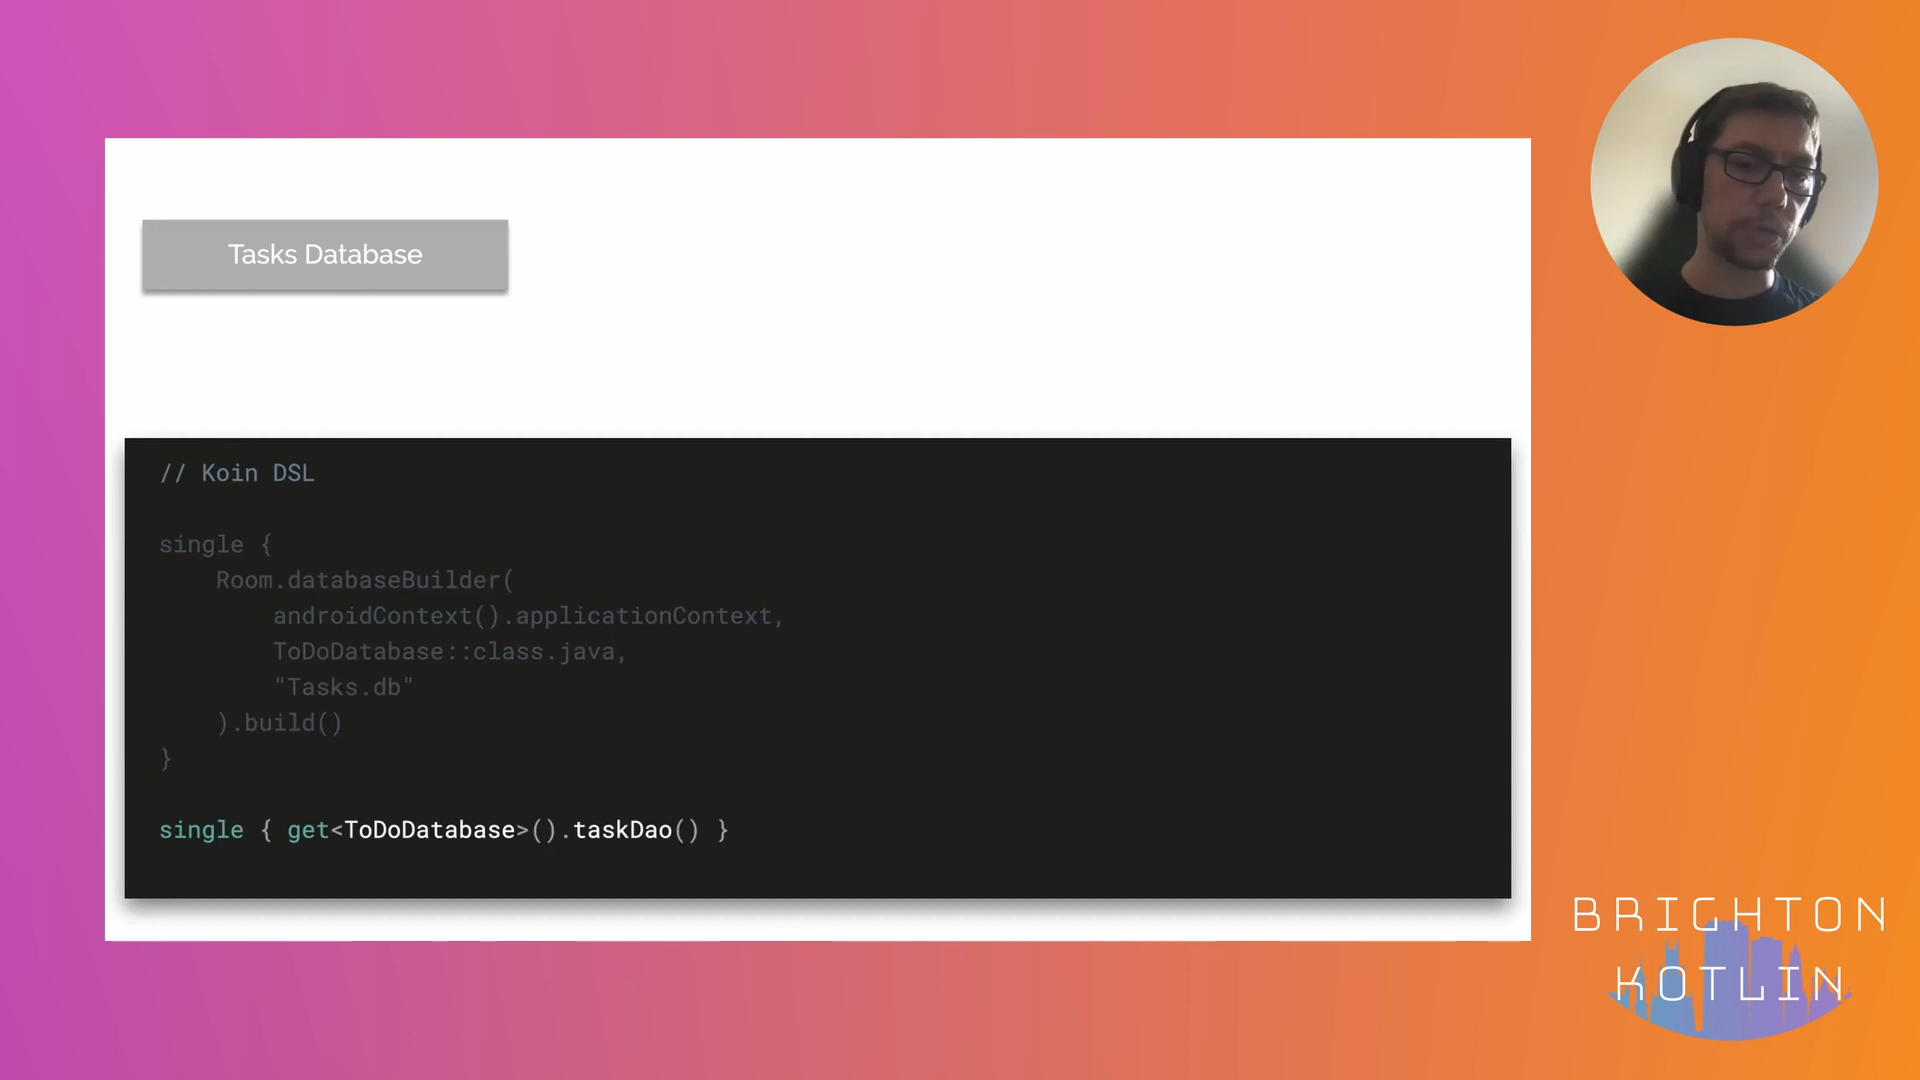 Tasks Database
// Koin DSL
single {
    Room.databaseBuilder(
        androidContext().applicationContext,
        ToDoDatabase::class.java,
        "Tasks.db"
    ).build()
}
single { get<ToDoDatabase>().taskDao() }
BRIGHTON
KOTLIN